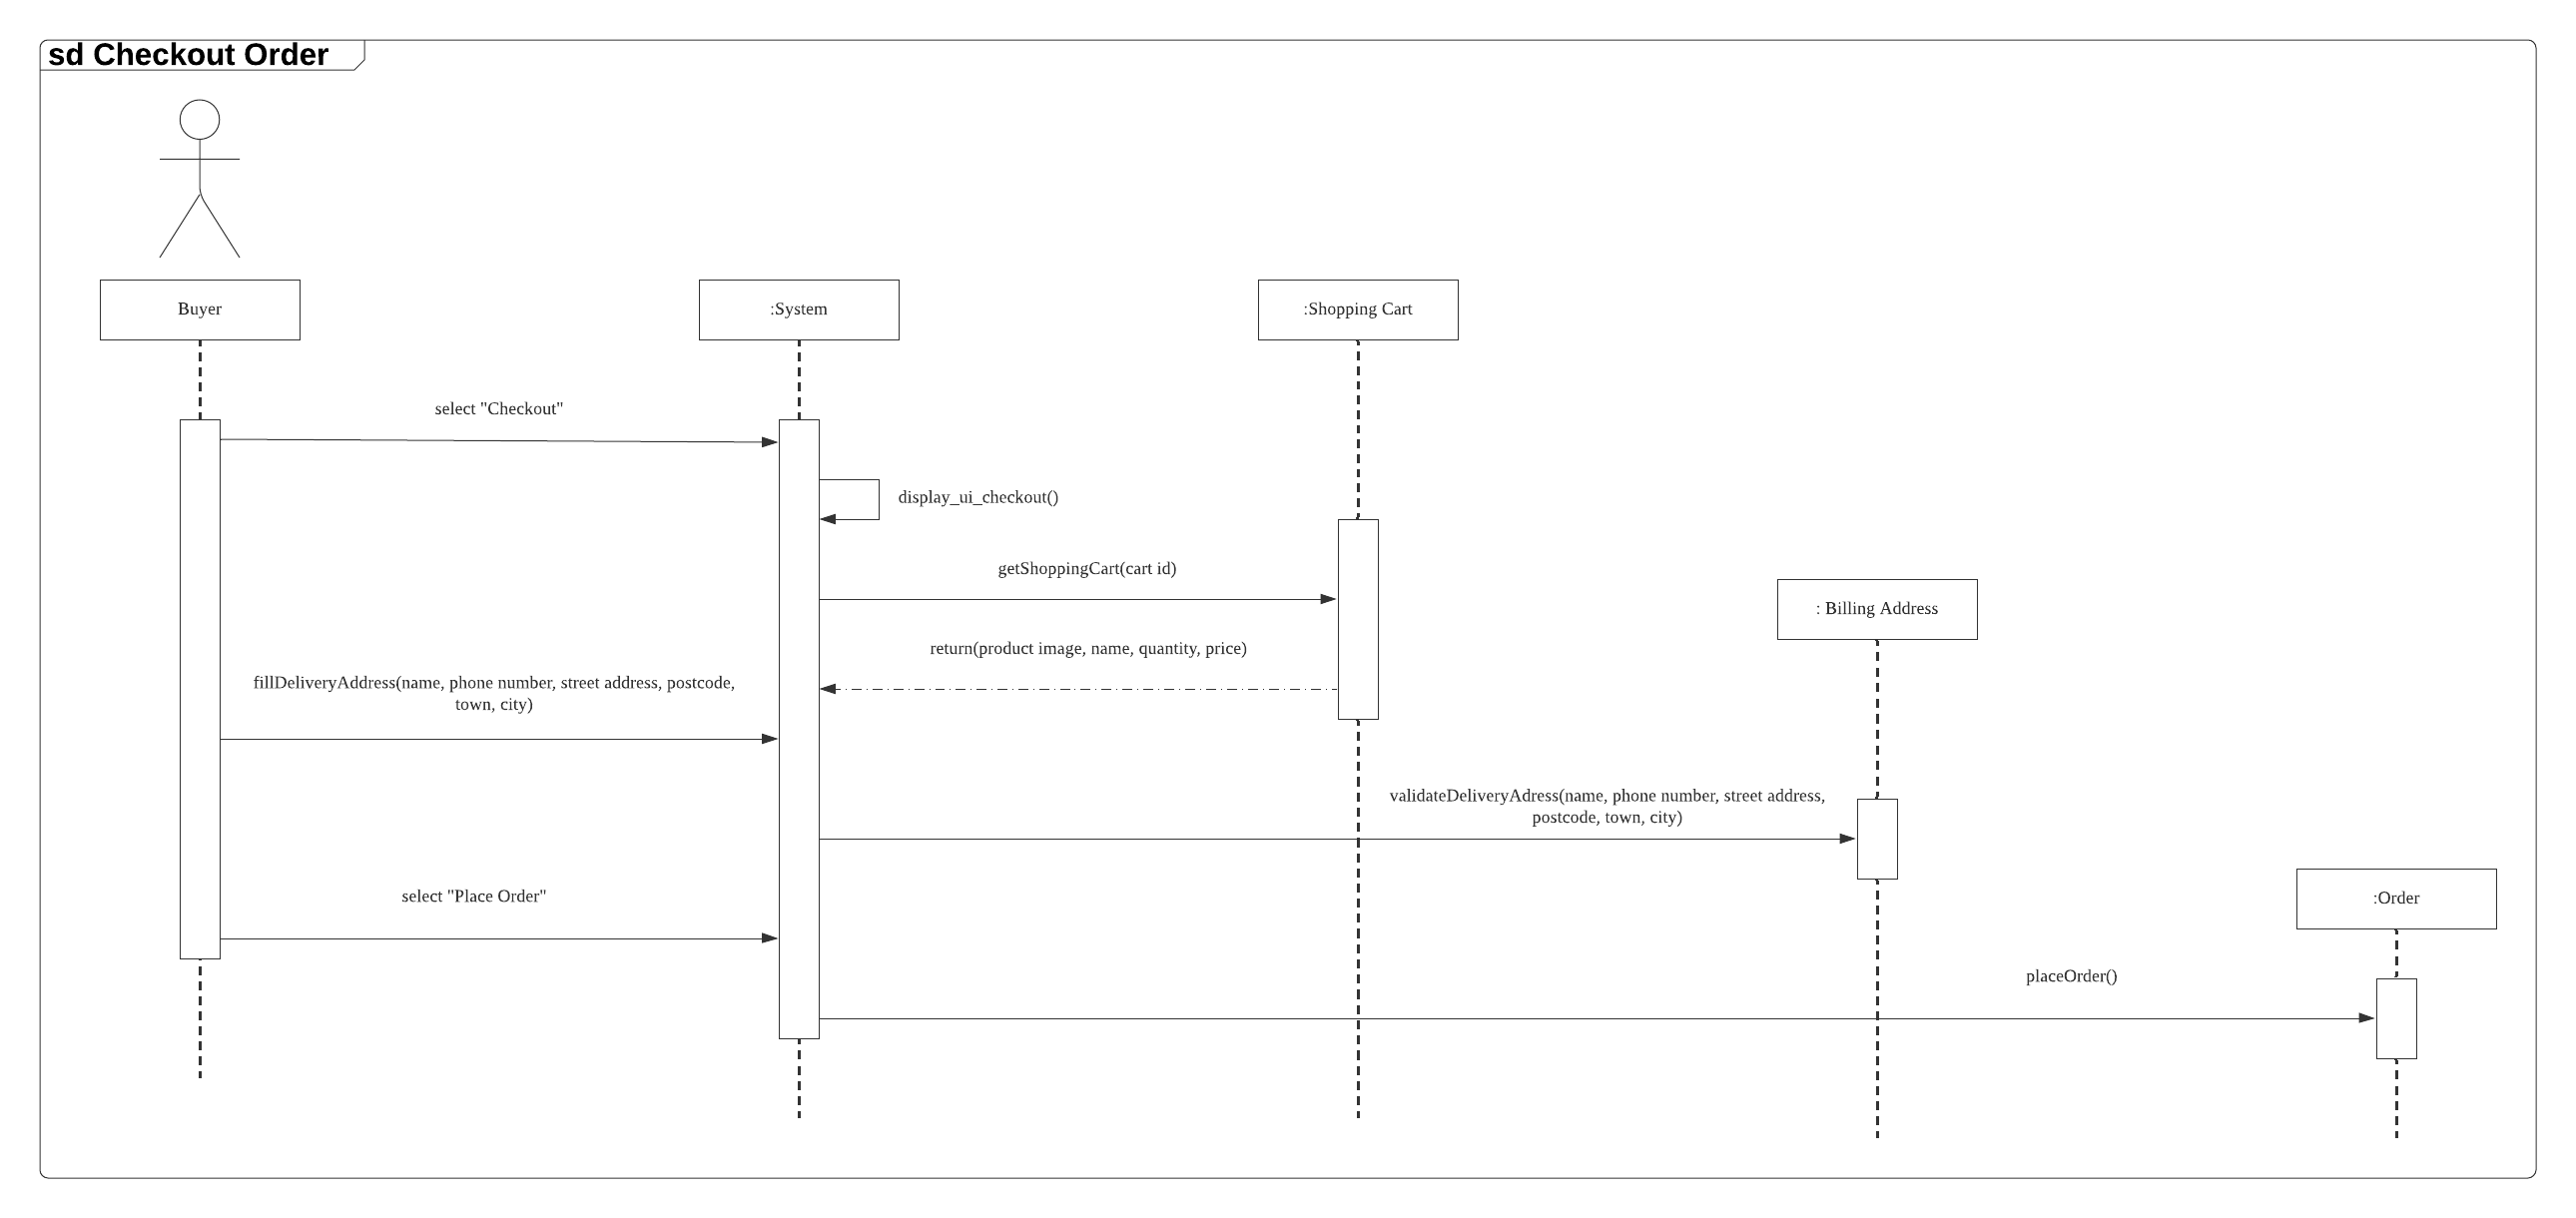 sd Checkout Order
Buyer
:System
:Shopping Cart
select "Checkout"
display_ui_checkout()
getShoppingCart(cart id)
: Billing Address
return(product image, name, quantity, price)
fillDeliveryAddress(name, phone number, street address, postcode,
town, city)
validateDeliveryAdress(name, phone number, street address,
postcode, town, city)
select "Place Order"
:Order
placeOrder()